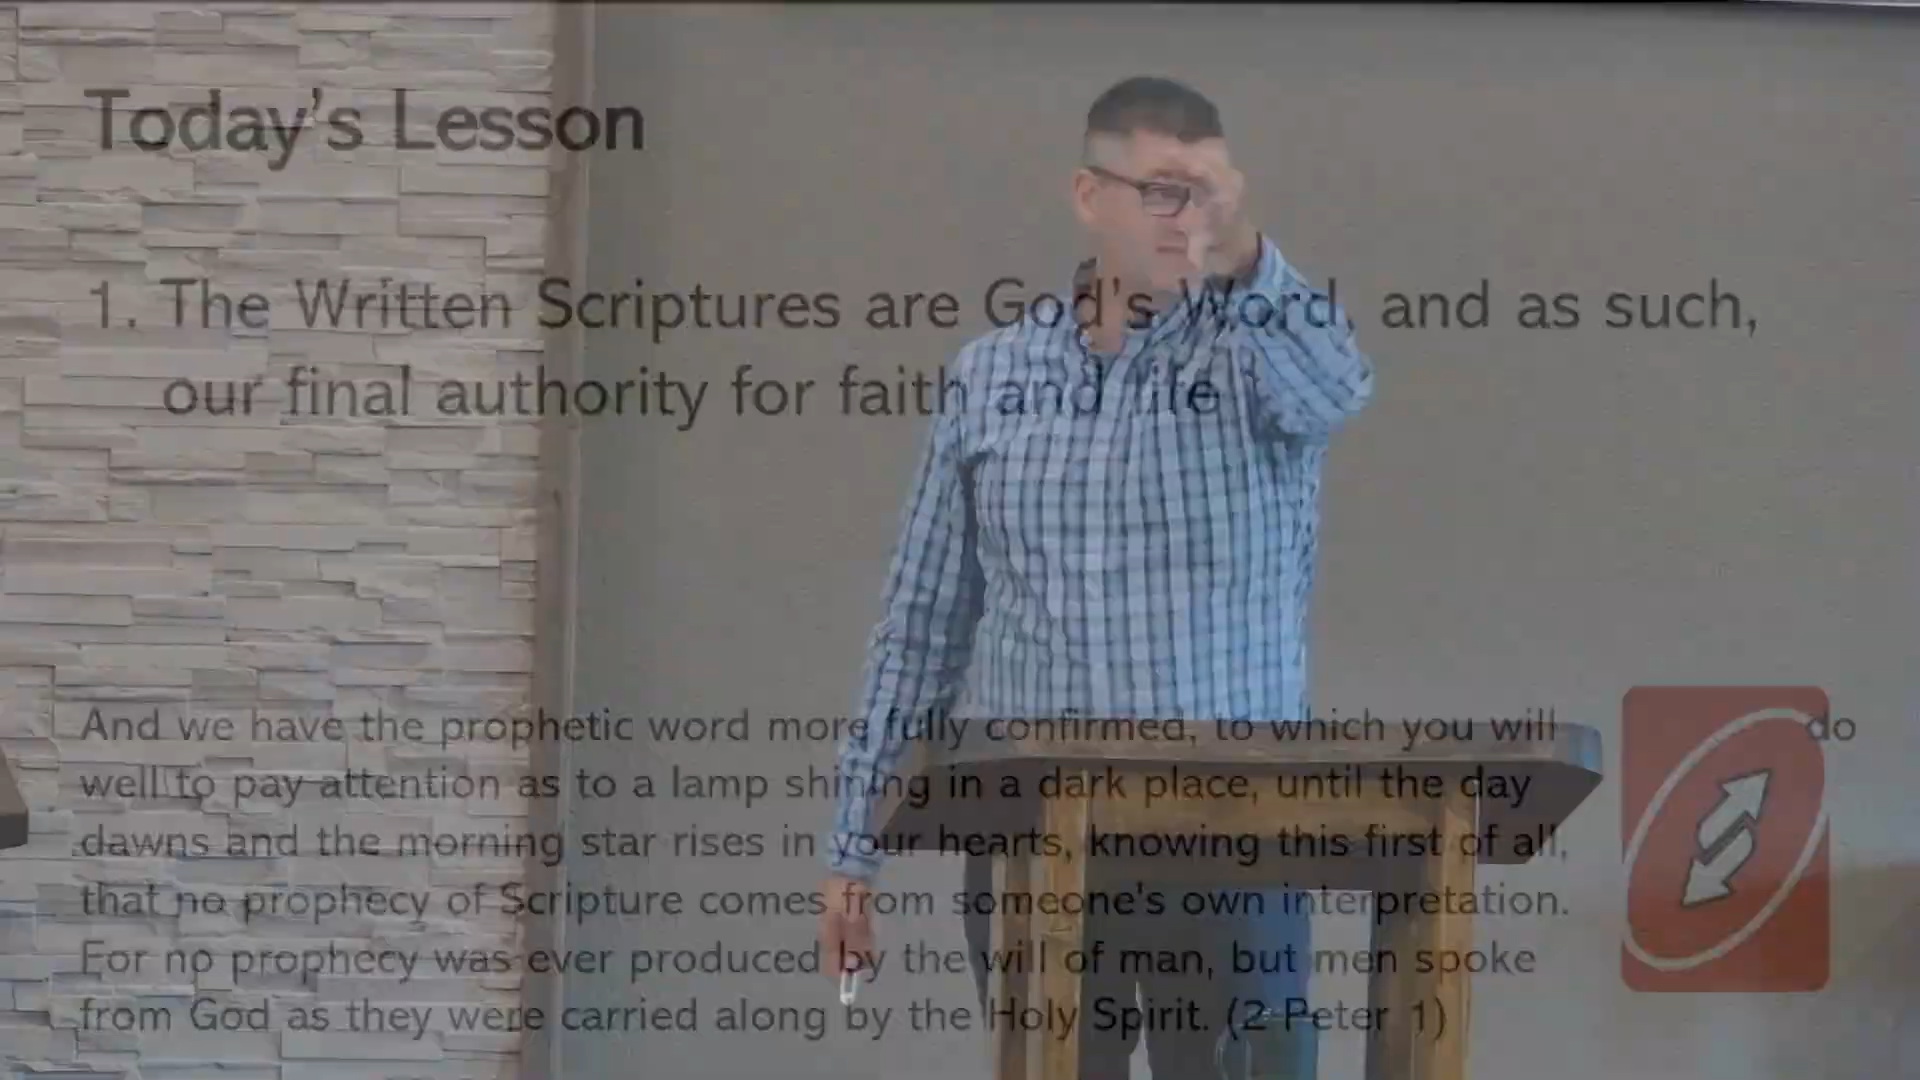 Today's Lesson
1. The Written Scriptures are God's Word, and as such,
our final authority for faith and life
And we have the prophetic word more fully confirmed, to which you will do
well to pay attention as to a lamp shining in a dark place, until the day
dawns and the morning star rises in your hearts, knowing this first of all,
that no prophecy of Scripture comes from someone's own interpretation.
For no prophecy was ever produced by the will of man, but men spoke
from God as they were carried along by the Holy Spirit. (2 Peter 1)